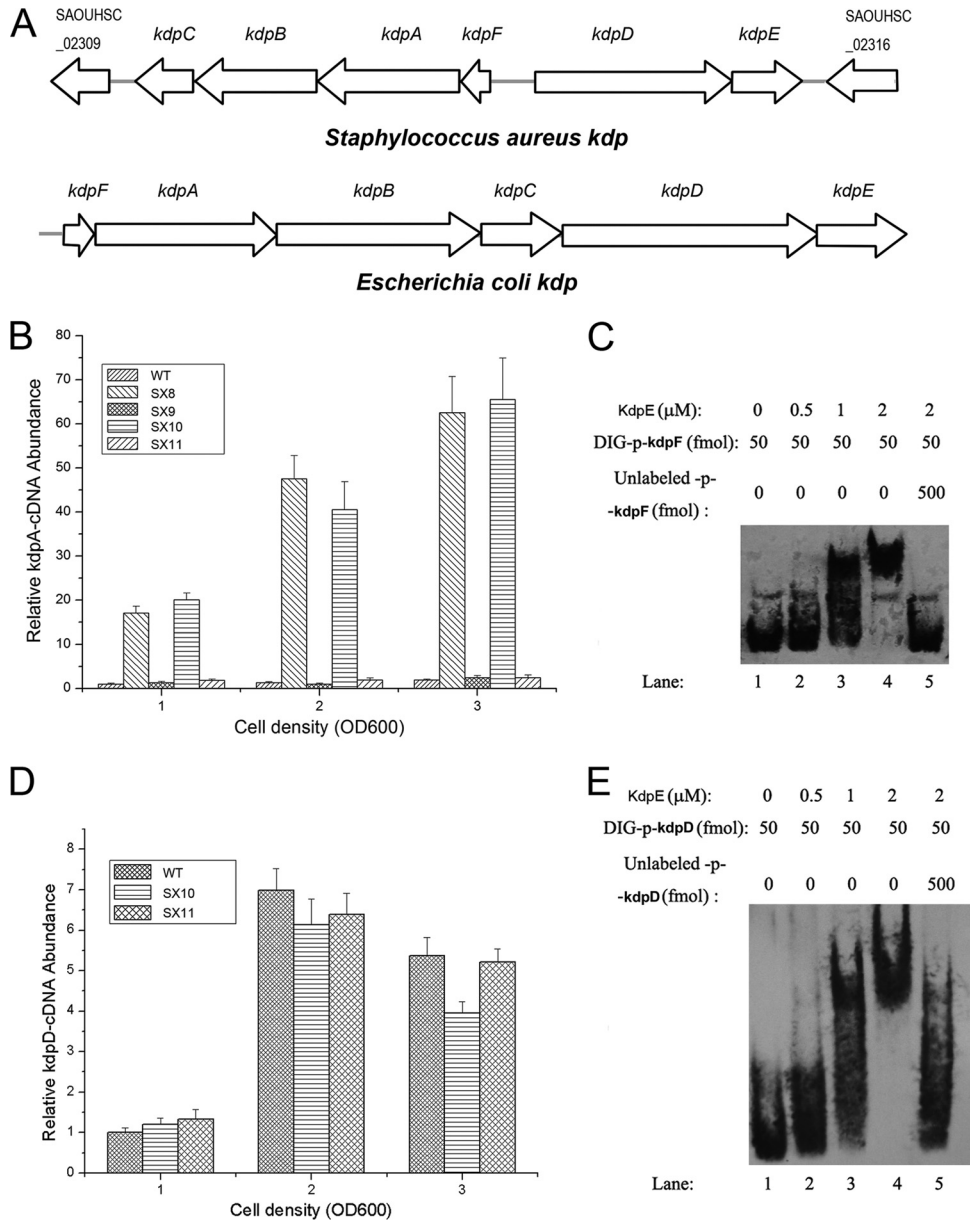 A
SAOUHSC
_02309
kdpC
kdpB
kdpA
kdpF
kdpD
kdpE
SAOUHSC
_02316
Staphylococcus aureus kdp
kdpF
kdpA
kdpB
kdpC
kdpD
kdpE
Escherichia coli kdp
B
Relative kdpA-cDNA Abundance
80
70
60
50
40
30
20
10
0
WT
SX8
SX9
SX10
SX11
1
2
3
Cell density (OD600)
C
KdpE (μM): 0 0.5 1 2 2
DIG-p-kdpF (fmol): 50 50 50 50 50
Unlabeled -p-
-kdpF (fmol) : 0 0 0 0 500
Lane: 1 2 3 4 5
D
Relative kdpD-cDNA Abundance
8
7
6
5
4
3
2
1
0
WT
SX10
SX11
1
2
3
Cell density (OD600)
E
KdpE (μM): 0 0.5 1 2 2
DIG-p-kdpD (fmol): 50 50 50 50 50
Unlabeled -p-
-kdpD (fmol) : 0 0 0 0 500
Lane: 1 2 3 4 5